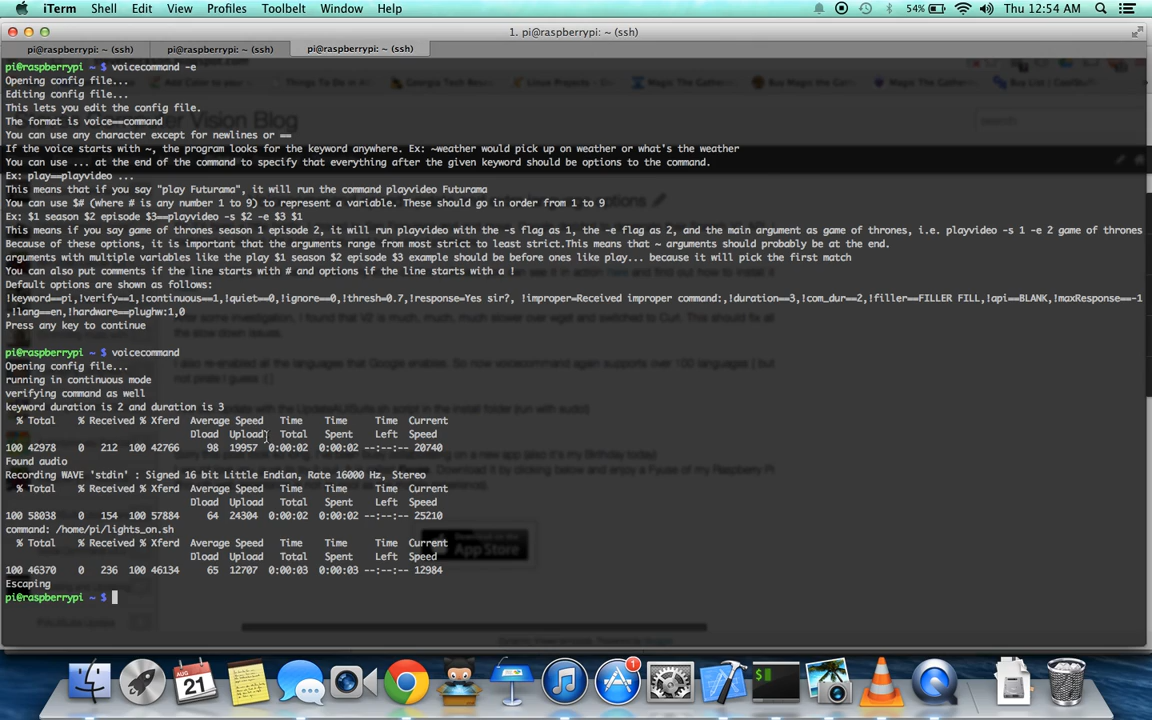 iTerm Shell Edit View Profiles Toolbelt Window Help 54% Thu 12:54 AM
1. pi@raspberrypi: ~ (ssh)
pi@raspberrypi: ~ (ssh) pi@raspberrypi: ~ (ssh) pi@raspberrypi: ~ (ssh)
pi@raspberrypi ~ $ voicecommand -e
Opening config file...
Editing config file...
This lets you edit the config file.
The format is voice==command
You can use any character except for newlines or ==
If the voice starts with ~, the program looks for the keyword anywhere. Ex: ~weather would pick up on weather or what's the weather
You can use ... at the end of the command to specify that everything after the given keyword should be options to the command.
Ex: play==playvideo ...
This means that if you say "play Futurama", it will run the command playvideo Futurama
You can use $# (where # is any number 1 to 9) to represent a variable. These should go in order from 1 to 9
Ex: $1 season $2 episode $3==playvideo -s $2 -e $3 $1
This means if you say game of thrones season 1 episode 2, it will run playvideo with the -s flag as 1, the -e flag as 2, and the main argument as game of thrones, i.e. playvideo -s 1 -e 2 game of thrones
Because of these options, it is important that the arguments range from most strict to least strict.This means that ~ arguments should probably be at the end.
arguments with multiple variables like the play $1 season $2 episode $3 example should be before ones like play... because it will pick the first match
You can also put comments if the line starts with # and options if the line starts with a !
Default options are shown as follows:
!keyword==pi,!verify==1,!continuous==1,!quiet==0,!ignore==0,!thresh=0.7,!response=Yes sir?, !improper=Received improper command:,!duration==3,!com_dur==2,!filler==FILLER FILL,!api==BLANK,!maxResponse==-1
,!lang==en,!hardware==plughw:1,0
Press any key to continue
pi@raspberrypi ~ $ voicecommand
Opening config file...
running in continuous mode
verifying command as well
keyword duration is 2 and duration is 3
% Total % Received % Xferd Average Speed Time Time Time Current
Dload Upload Total Spent Left Speed
100 42978 0 212 100 42766 98 19957 0:00:02 0:00:02 --:--:-- 20740
Found audio
Recording WAVE 'stdin' : Signed 16 bit Little Endian, Rate 16000 Hz, Stereo
% Total % Received % Xferd Average Speed Time Time Time Current
Dload Upload Total Spent Left Speed
100 58038 0 154 100 57884 64 24304 0:00:02 0:00:02 --:--:-- 25210
command: /home/pi/lights_on.sh
% Total % Received % Xferd Average Speed Time Time Time Current
Dload Upload Total Spent Left Speed
100 46370 0 236 100 46134 65 12707 0:00:03 0:00:03 --:--:-- 12984
Escaping
pi@raspberrypi ~ $
App Store
AUG
21
1